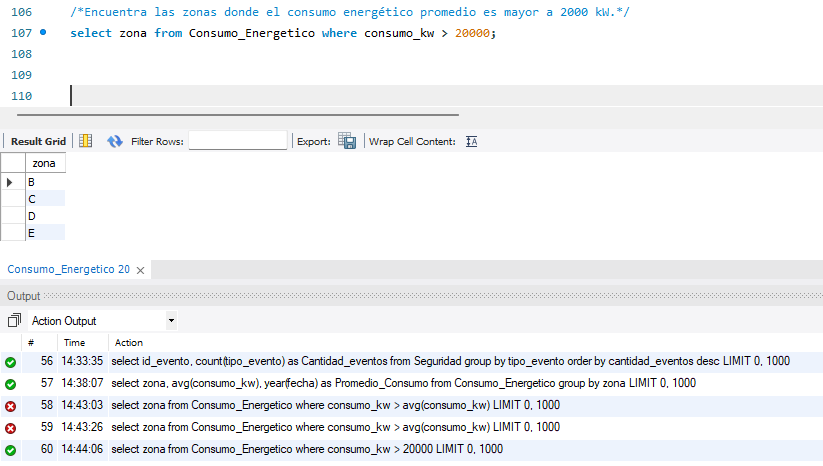 106 /*Encuentra las zonas donde el consumo energético promedio es mayor a 2000 kW.*/
107 select zona from Consumo_Energetico where consumo_kw > 20000;
108
109
110
Result Grid Filter Rows: Export: Wrap Cell Content:
zona
B
C
D
E
Consumo_Energetico 20
Output
Action Output
# Time Action
56 14:33:35 select id_evento, count(tipo_evento) as Cantidad_eventos from Seguridad group by tipo_evento order by cantidad_eventos desc LIMIT 0, 1000
57 14:38:07 select zona, avg(consumo_kw), year(fecha) as Promedio_Consumo from Consumo_Energetico group by zona LIMIT 0, 1000
58 14:43:03 select zona from Consumo_Energetico where consumo_kw > avg(consumo_kw) LIMIT 0, 1000
59 14:43:26 select zona from Consumo_Energetico where consumo_kw > avg(consumo_kw) LIMIT 0, 1000
60 14:44:06 select zona from Consumo_Energetico where consumo_kw > 20000 LIMIT 0, 1000